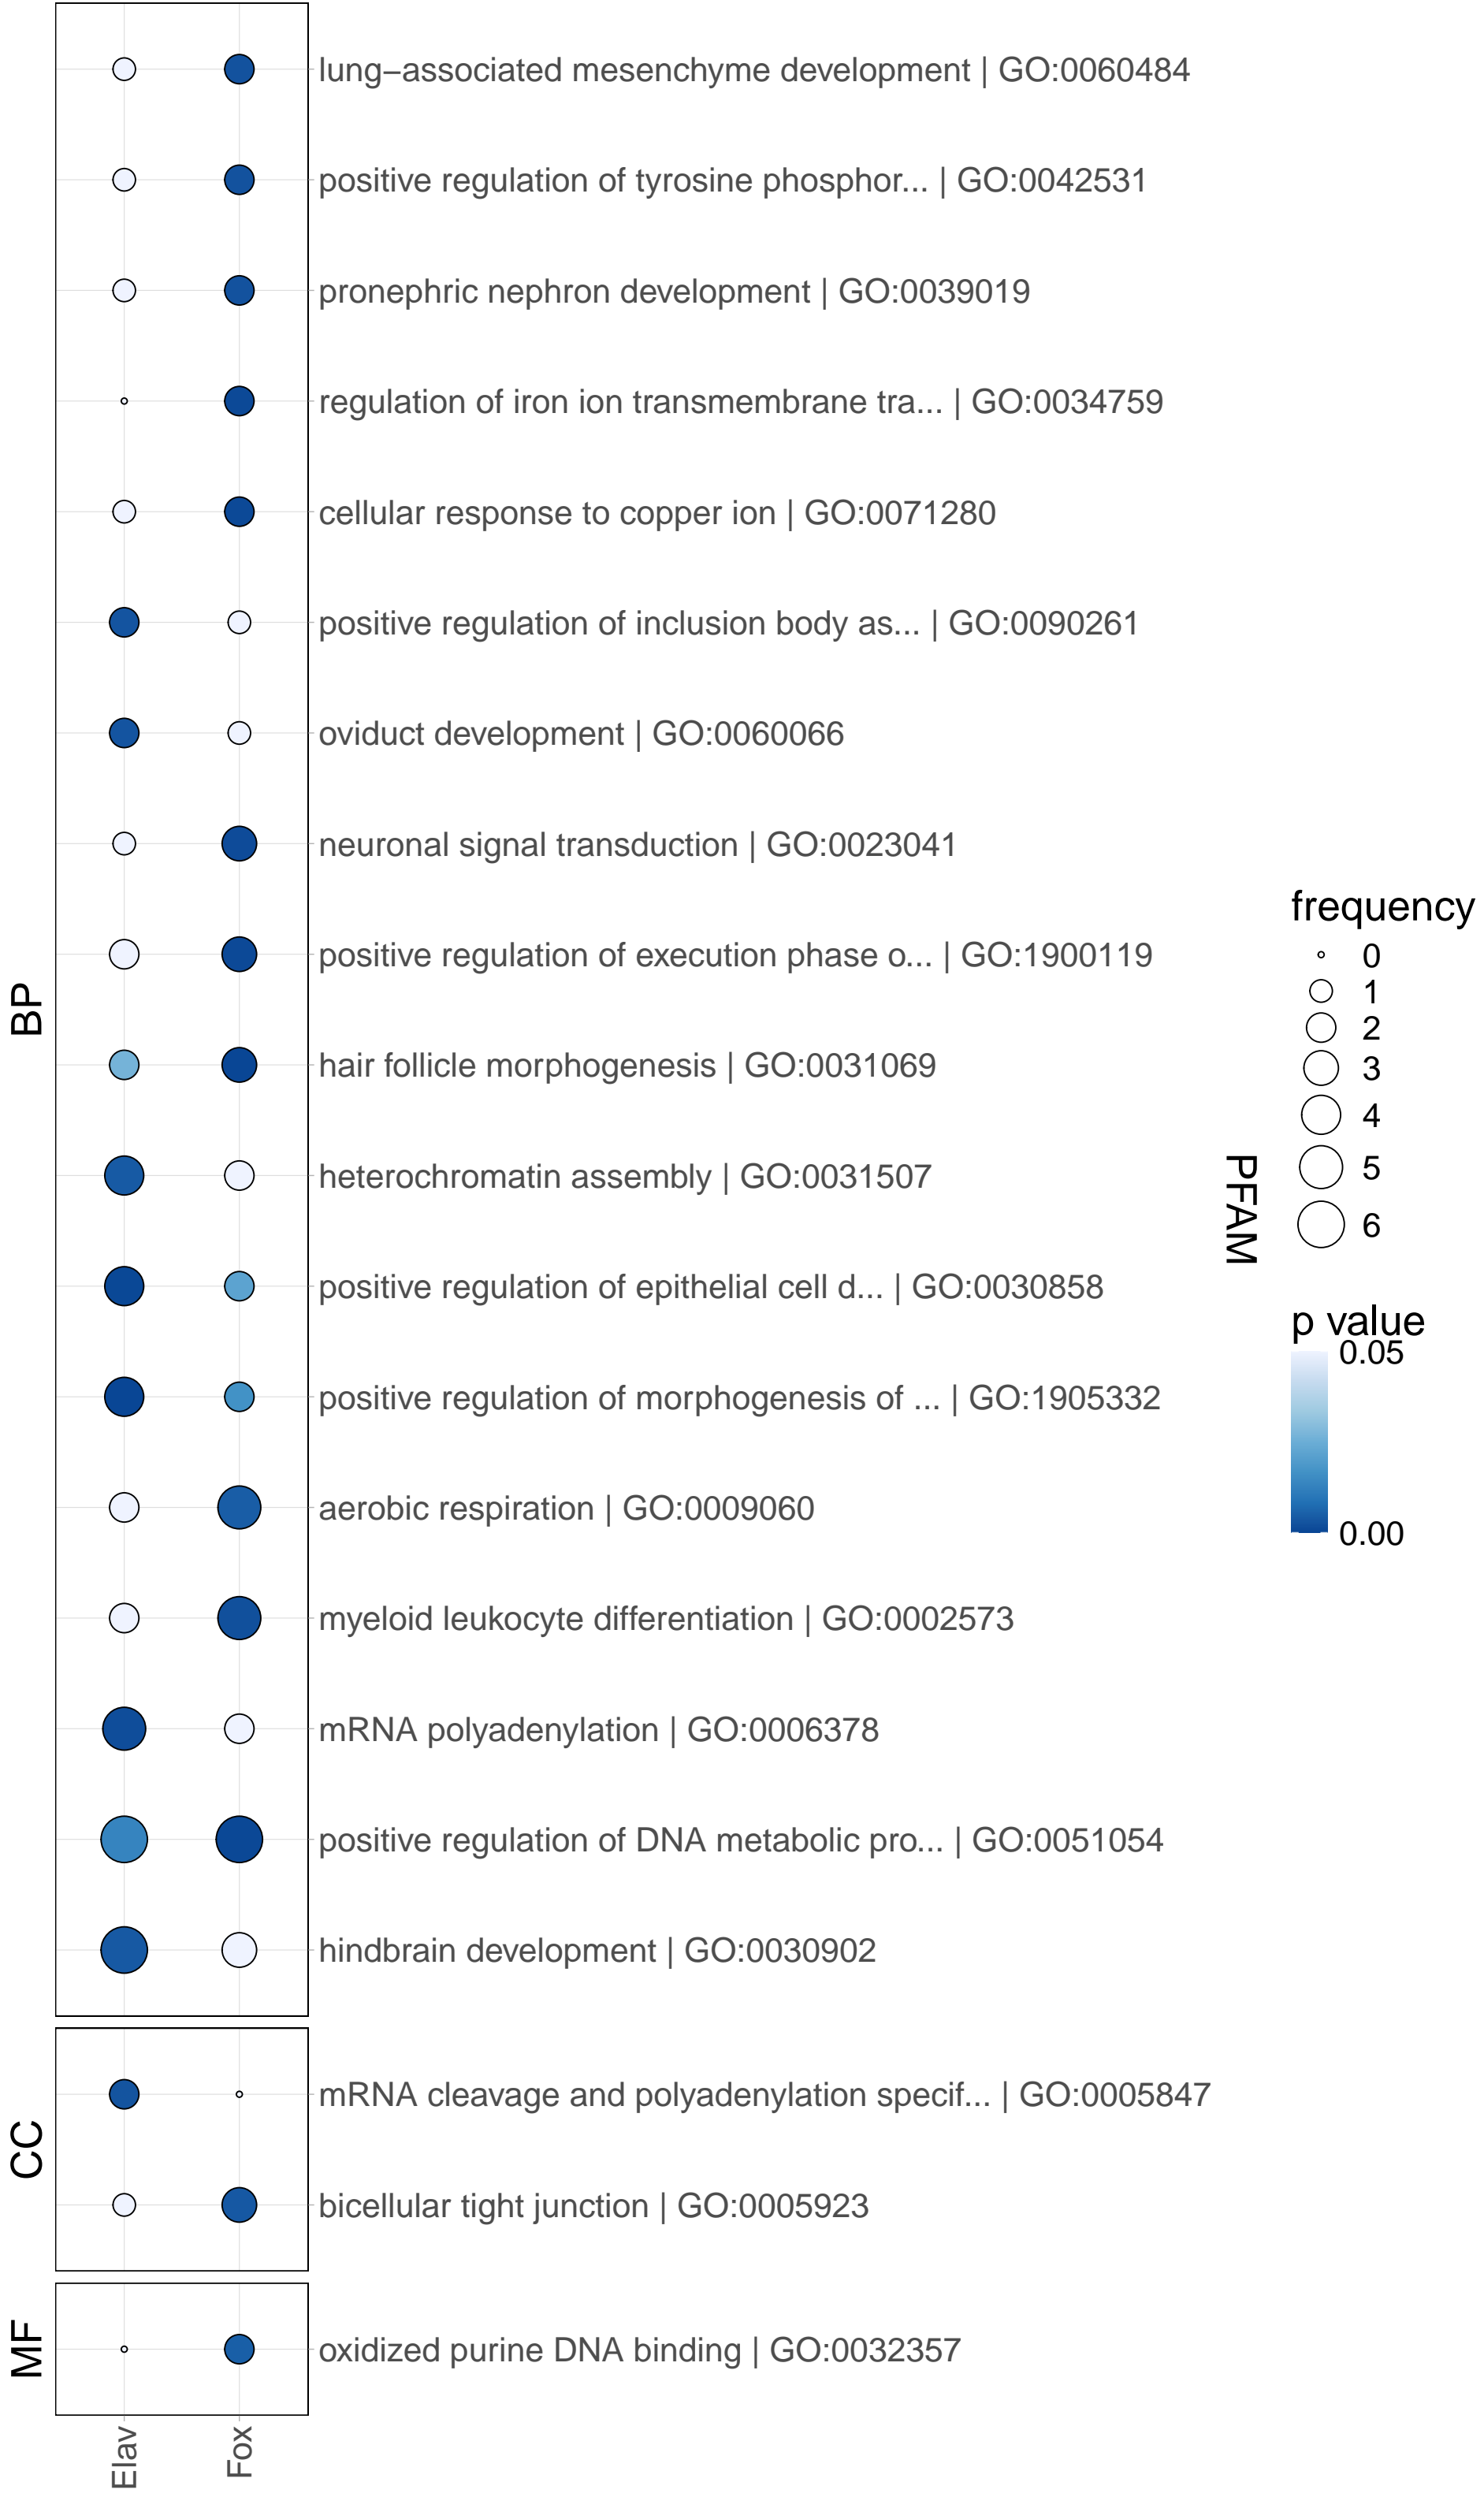 BP
lung−associated mesenchyme development | GO:0060484
positive regulation of tyrosine phosphor... | GO:0042531
pronephric nephron development | GO:0039019
regulation of iron ion transmembrane tra... | GO:0034759
cellular response to copper ion | GO:0071280
positive regulation of inclusion body as... | GO:0090261
oviduct development | GO:0060066
neuronal signal transduction | GO:0023041
positive regulation of execution phase o... | GO:1900119
hair follicle morphogenesis | GO:0031069
heterochromatin assembly | GO:0031507
positive regulation of epithelial cell d... | GO:0030858
positive regulation of morphogenesis of ... | GO:1905332
aerobic respiration | GO:0009060
myeloid leukocyte differentiation | GO:0002573
mRNA polyadenylation | GO:0006378
positive regulation of DNA metabolic pro... | GO:0051054
hindbrain development | GO:0030902
CC
mRNA cleavage and polyadenylation specif... | GO:0005847
bicellular tight junction | GO:0005923
MF
oxidized purine DNA binding | GO:0032357
Elav
Fox
PFAM
frequency
0
1
2
3
4
5
6
p value
0.05
0.00